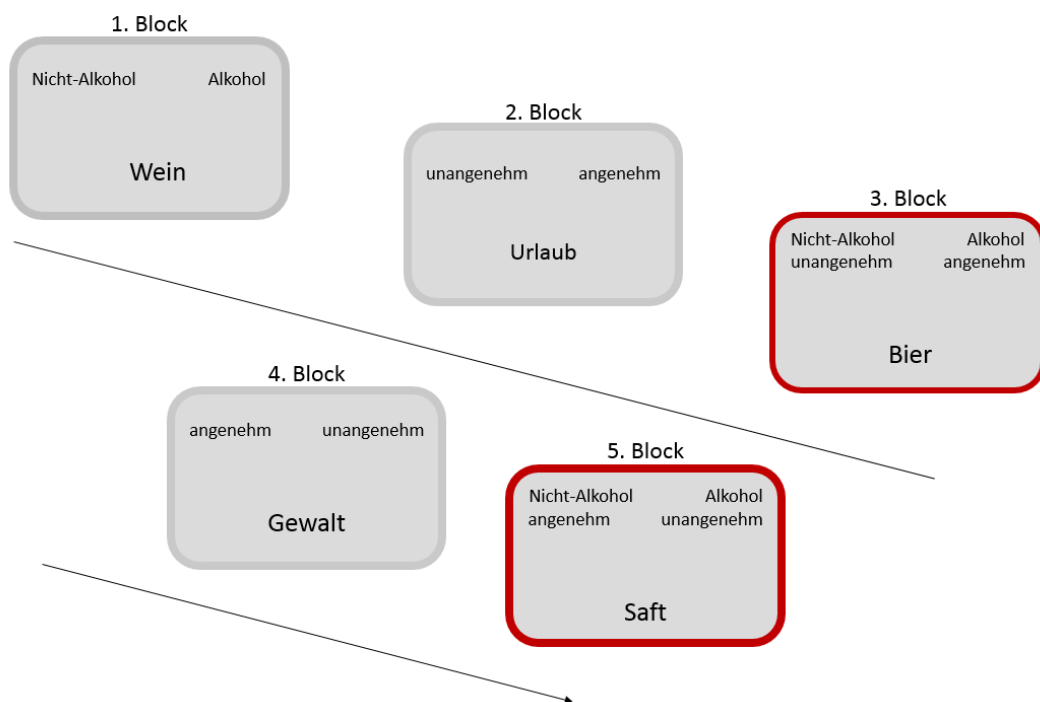 1. Block
Nicht-Alkohol Alkohol
Wein
2. Block
unangenehm angenehm
Urlaub
3. Block
Nicht-Alkohol Alkohol
unangenehm angenehm
Bier
4. Block
angenehm unangenehm
Gewalt
5. Block
Nicht-Alkohol Alkohol
angenehm unangenehm
Saft